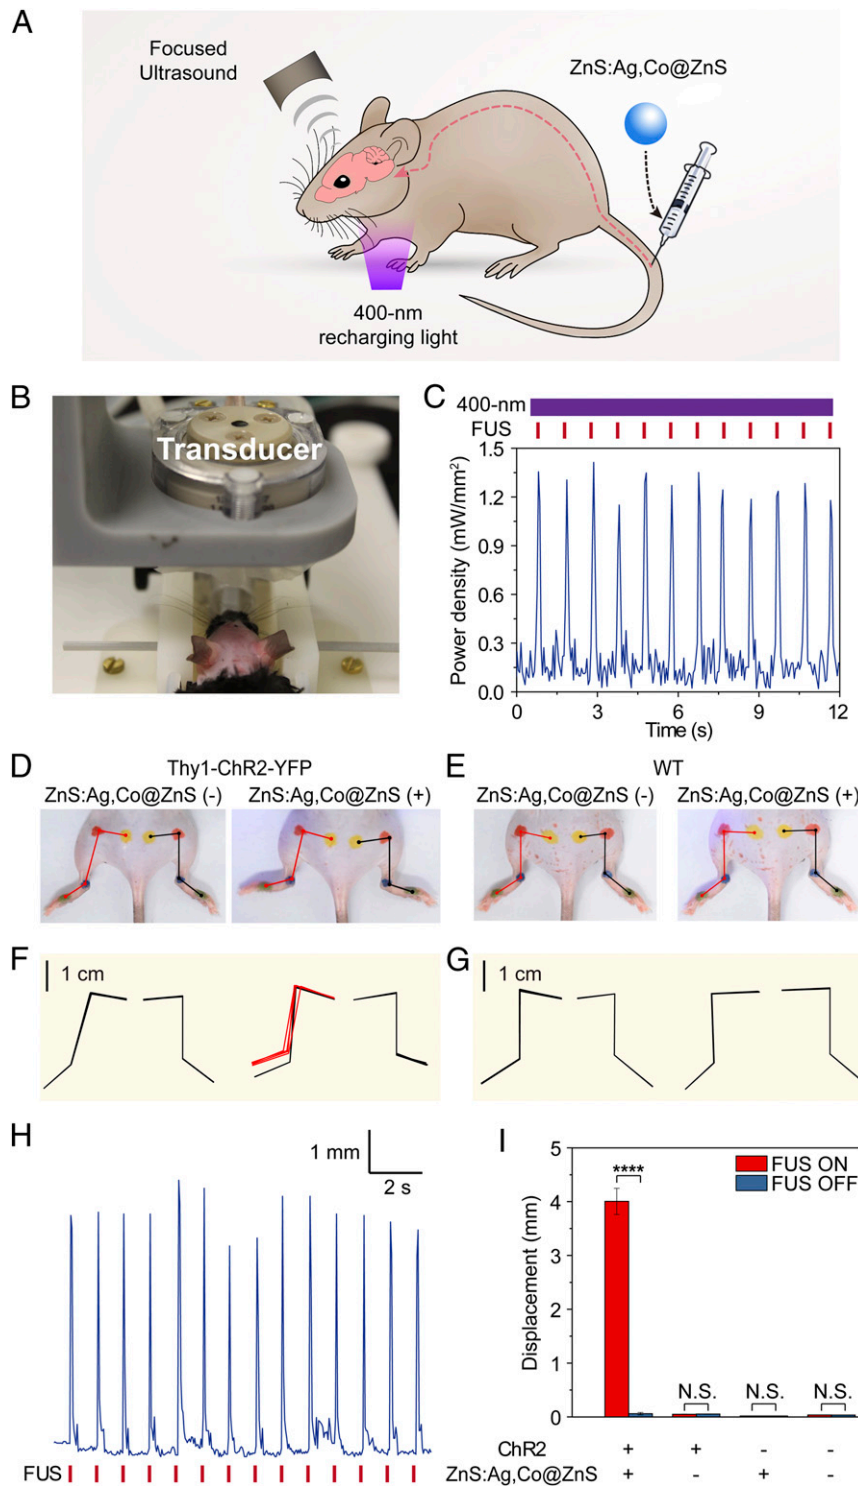 A
Focused
Ultrasound
ZnS:Ag,Co@ZnS
400-nm
recharging light
B
Transducer
C
400-nm
FUS
Power density (mW/mm²)
1.5
1.2
0.9
0.6
0.3
0.0
0 3 6 9 12
Time (s)
D
Thy1-ChR2-YFP
ZnS:Ag,Co@ZnS (-) ZnS:Ag,Co@ZnS (+)
E
WT
ZnS:Ag,Co@ZnS (-) ZnS:Ag,Co@ZnS (+)
F
1 cm
G
1 cm
H
1 mm
2 s
FUS
I
Displacement (mm)
5
4
3
2
1
0
FUS ON
FUS OFF
****
N.S. N.S. N.S.
ChR2 + + - -
ZnS:Ag,Co@ZnS + - + -